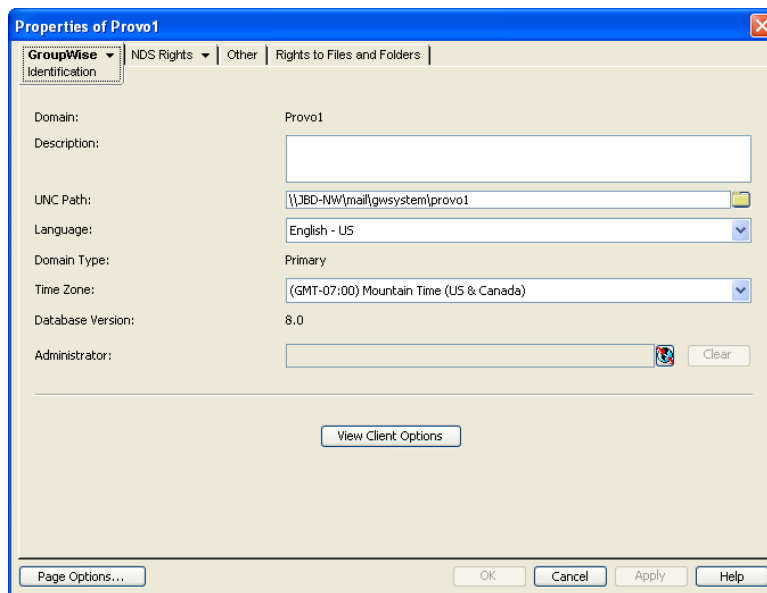 Properties of Provo1
GroupWise NDS Rights Other Rights to Files and Folders
Identification
Domain: Provo1
Description:
UNC Path: \\JBD-NW\mail\gwsystem\provo1
Language: English - US
Domain Type: Primary
Time Zone: (GMT-07:00) Mountain Time (US & Canada)
Database Version: 8.0
Administrator: Clear
View Client Options
Page Options... OK Cancel Apply Help